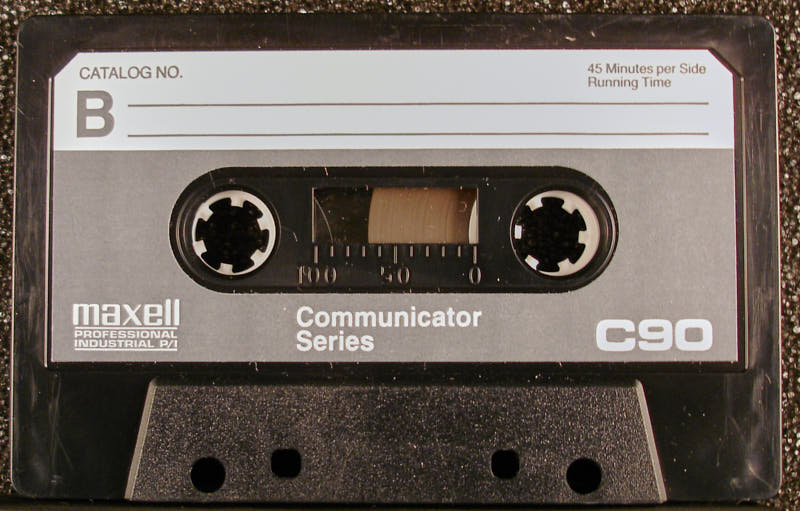 CATALOG NO.
45 Minutes per Side
Running Time
B
100 50 0
maxell
PROFESSIONAL
INDUSTRIAL P/I
Communicator
Series
C90